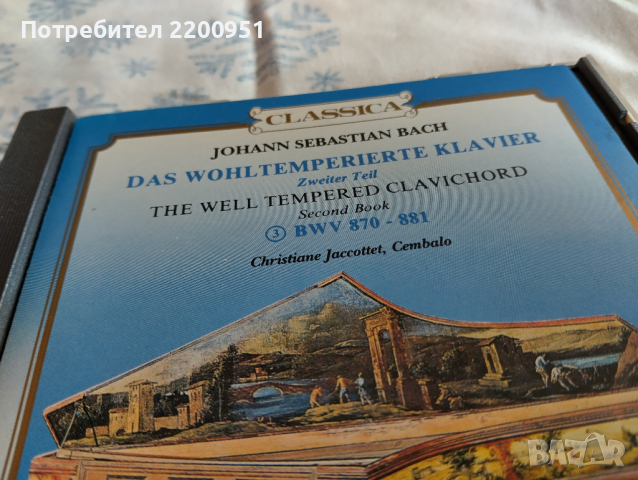 Потребител 2200951
CLASSICA
JOHANN SEBASTIAN BACH
DAS WOHLTEMPERIERTE KLAVIER
Zweiter Teil
THE WELL TEMPERED CLAVICHORD
Second Book
3 BWV 870 - 881
Christiane Jaccottet, Cembalo
BAZAR